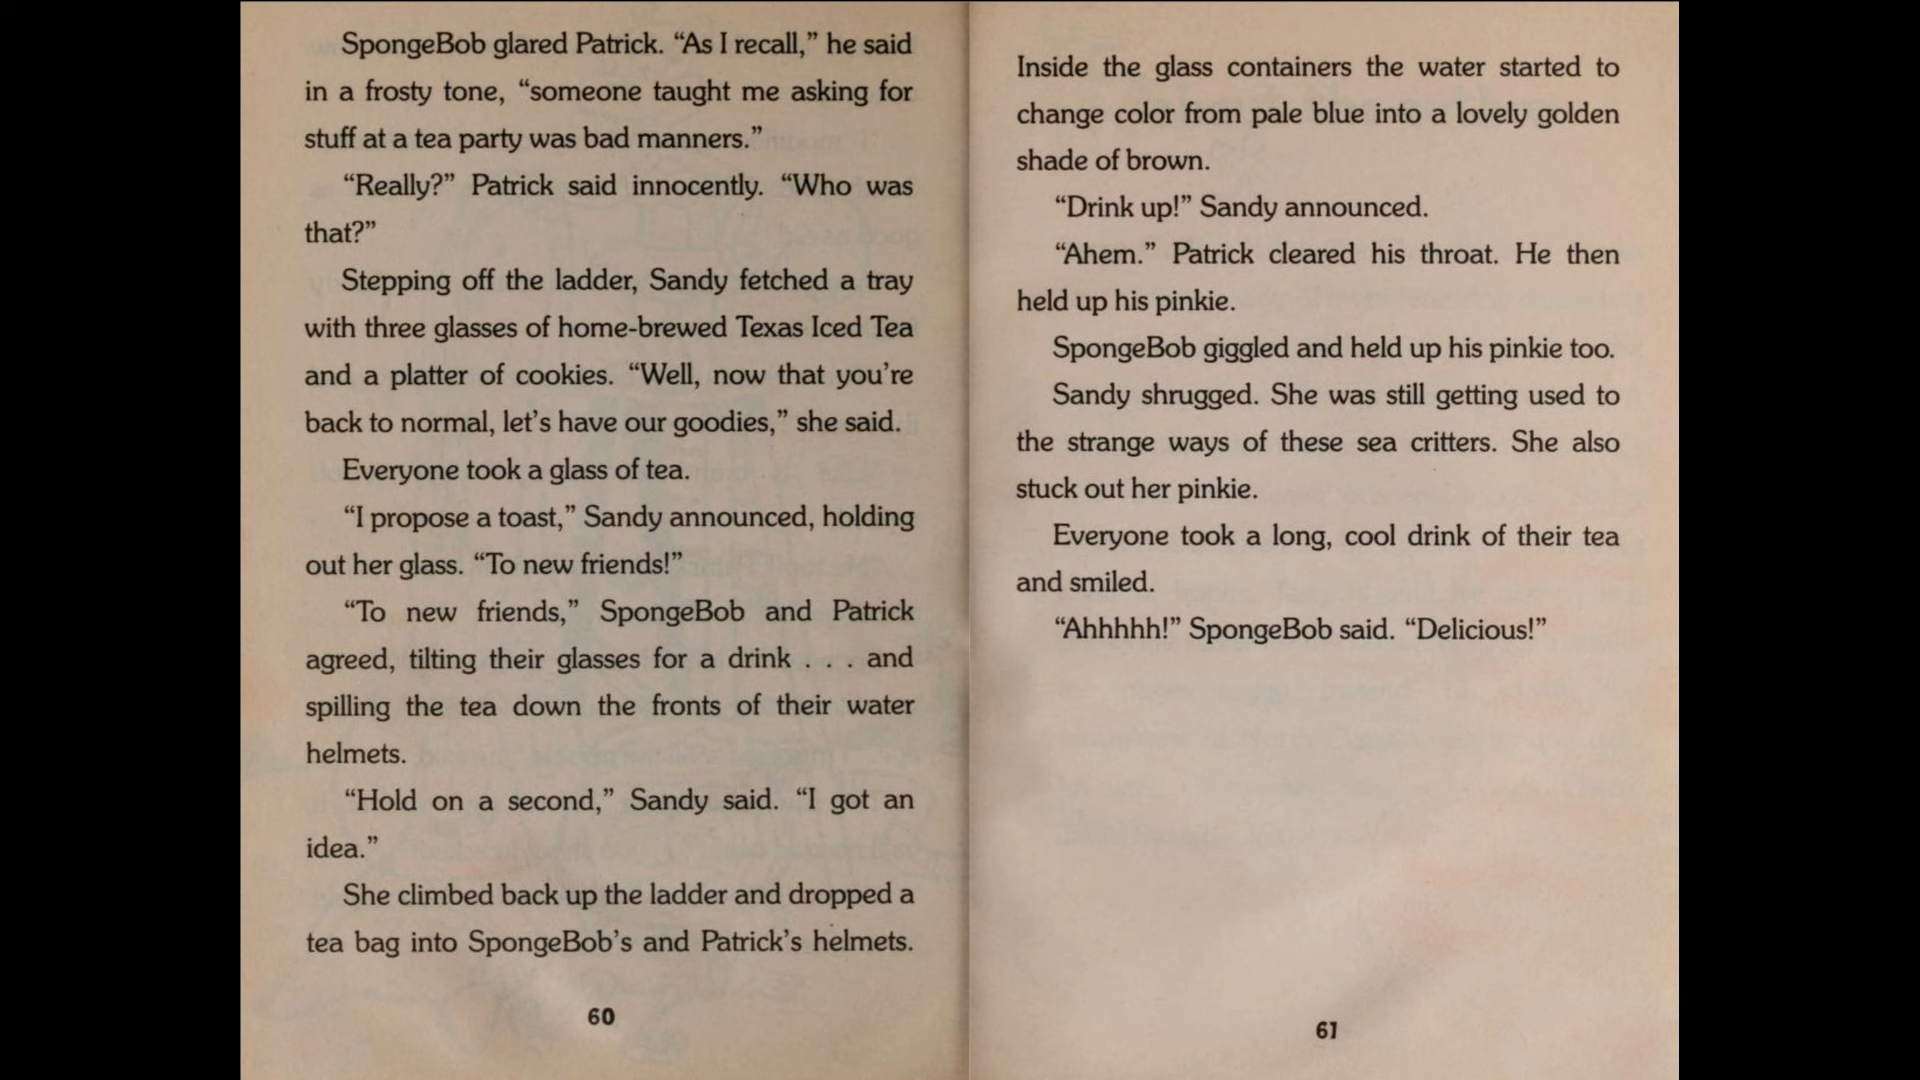 SpongeBob glared Patrick. “As I recall,” he said
in a frosty tone, “someone taught me asking for
stuff at a tea party was bad manners.”
“Really?” Patrick said innocently. “Who was
that?”
Stepping off the ladder, Sandy fetched a tray
with three glasses of home-brewed Texas Iced Tea
and a platter of cookies. “Well, now that you’re
back to normal, let’s have our goodies,” she said.
Everyone took a glass of tea.
“I propose a toast,” Sandy announced, holding
out her glass. “To new friends!”
“To new friends,” SpongeBob and Patrick
agreed, tilting their glasses for a drink . . . and
spilling the tea down the fronts of their water
helmets.
“Hold on a second,” Sandy said. “I got an
idea.”
She climbed back up the ladder and dropped a
tea bag into SpongeBob’s and Patrick’s helmets.
60
Inside the glass containers the water started to
change color from pale blue into a lovely golden
shade of brown.
“Drink up!” Sandy announced.
“Ahem.” Patrick cleared his throat. He then
held up his pinkie.
SpongeBob giggled and held up his pinkie too.
Sandy shrugged. She was still getting used to
the strange ways of these sea critters. She also
stuck out her pinkie.
Everyone took a long, cool drink of their tea
and smiled.
“Ahhhhh!” SpongeBob said. “Delicious!”
61